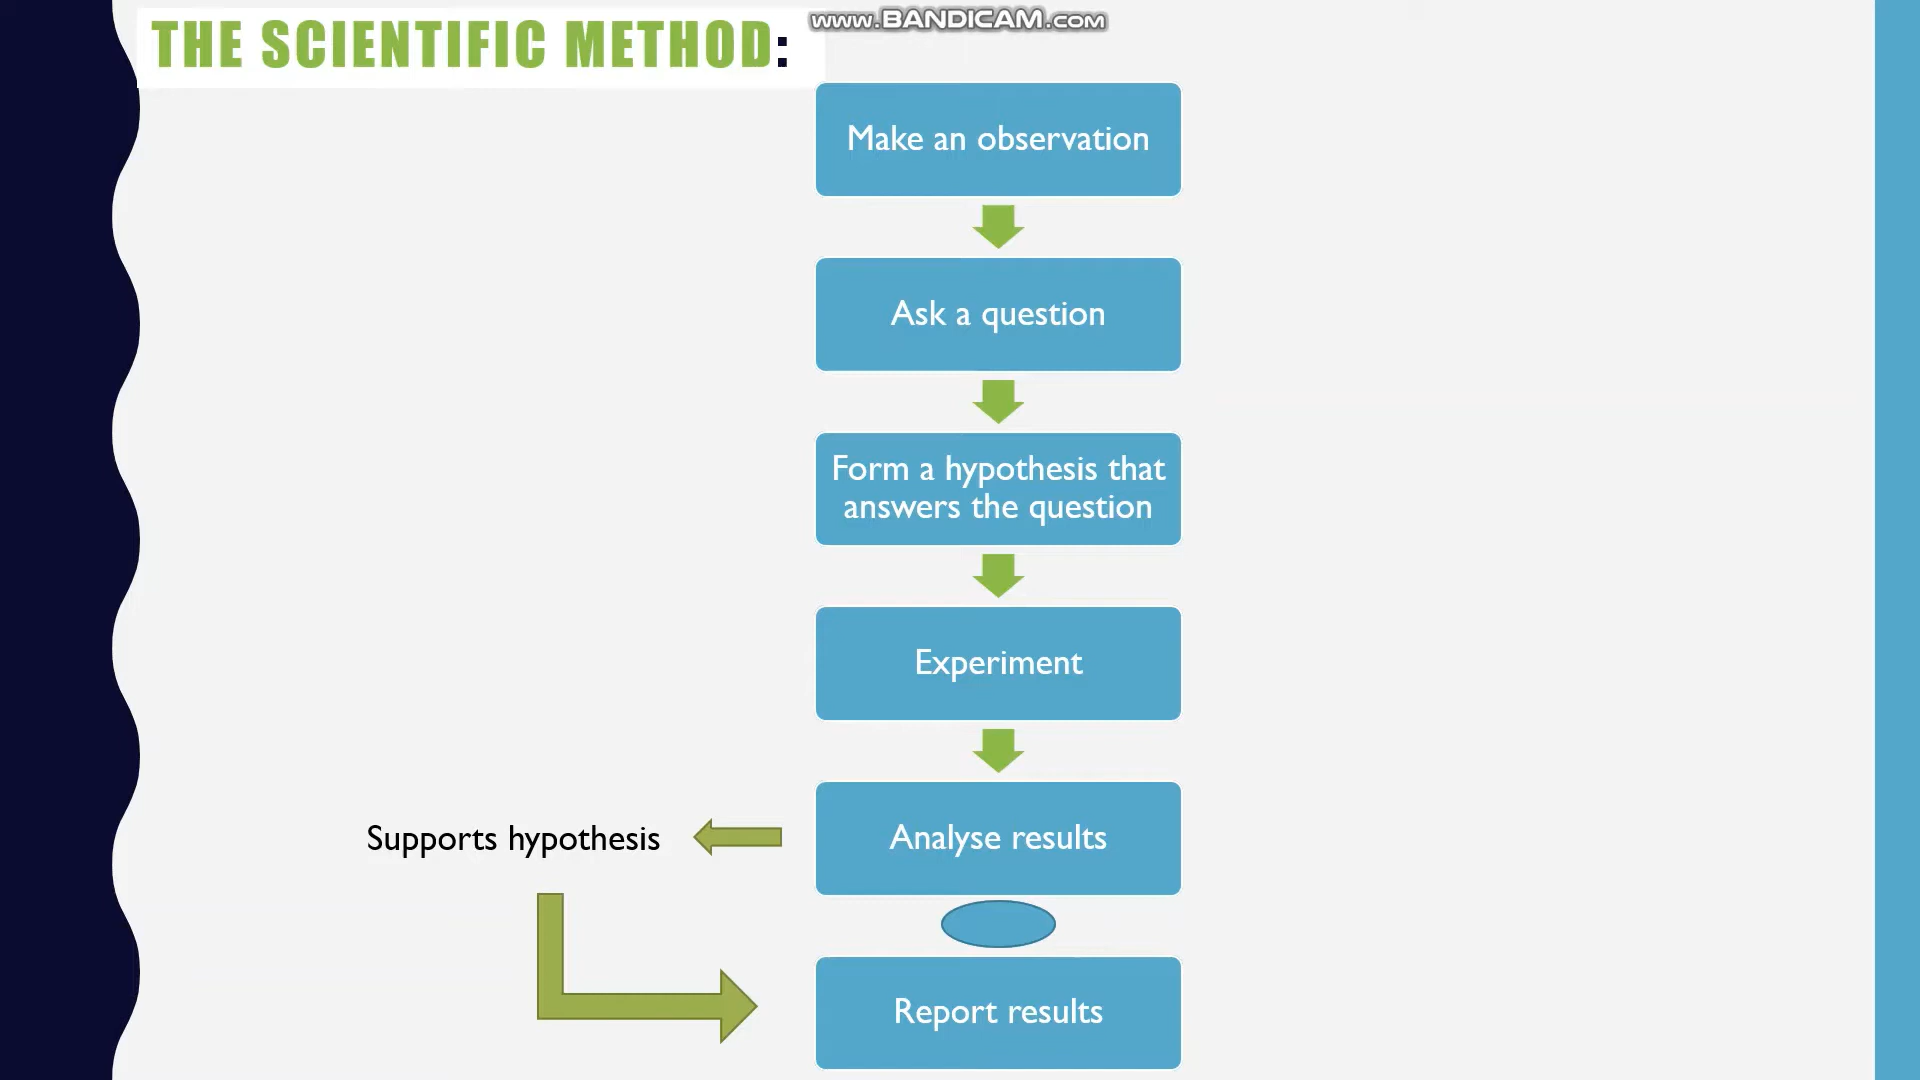 THE SCIENTIFIC METHOD:
www.BANDICAM.com
Make an observation
Ask a question
Form a hypothesis that
answers the question
Experiment
Supports hypothesis
Analyse results
Report results